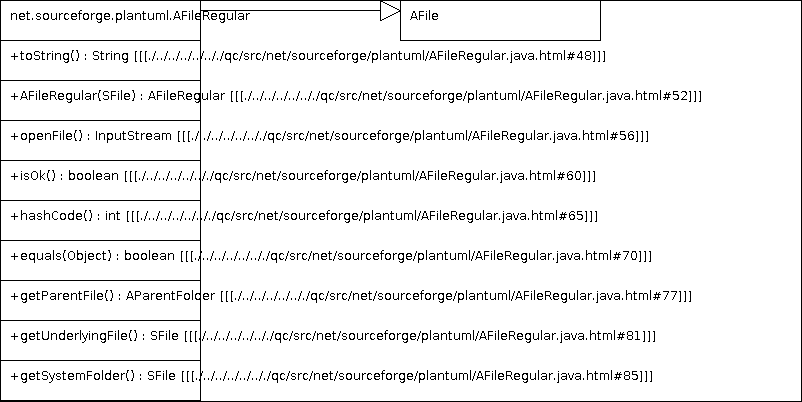 net.sourceforge.plantuml.AFileRegular
AFile
+toString() : String [[[./../../../../../qc/src/net/sourceforge/plantuml/AFileRegular.java.html#48]]]
+AFileRegular(SFile) : AFileRegular [[[./../../../../../../qc/src/net/sourceforge/plantuml/AFileRegular.java.html#52]]]
+openFile() : InputStream [[[./../../../../../../qc/src/net/sourceforge/plantuml/AFileRegular.java.html#56]]]
+isOk() : boolean [[[./../../../../../../qc/src/net/sourceforge/plantuml/AFileRegular.java.html#60]]]
+hashCode() : int [[[./../../../../../../qc/src/net/sourceforge/plantuml/AFileRegular.java.html#65]]]
+equals(Object) : boolean [[[./../../../../../../qc/src/net/sourceforge/plantuml/AFileRegular.java.html#70]]]
+getParentFile() : AParentFolder [[[./../../../../../../qc/src/net/sourceforge/plantuml/AFileRegular.java.html#77]]]
+getUnderlyingFile() : SFile [[[./../../../../../../qc/src/net/sourceforge/plantuml/AFileRegular.java.html#81]]]
+getSystemFolder() : SFile [[[./../../../../../../qc/src/net/sourceforge/plantuml/AFileRegular.java.html#85]]]